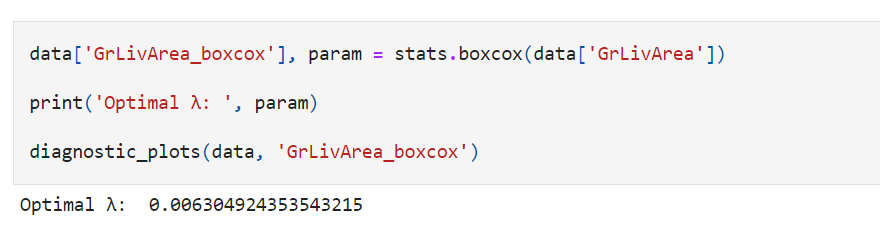 data['GrLivArea_boxcox'], param = stats.boxcox(data['GrLivArea'])
print('Optimal λ: ', param)
diagnostic_plots(data, 'GrLivArea_boxcox')
Optimal λ:  0.006304924353543215